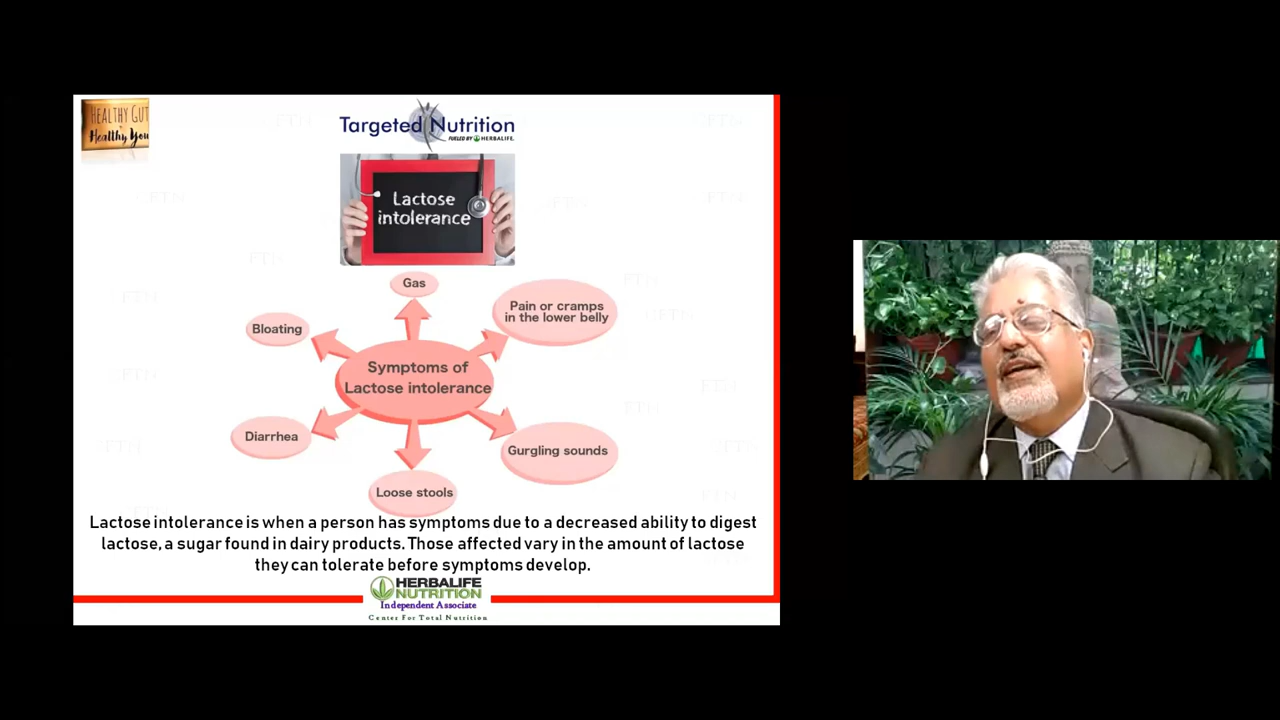 HEALTHY GUT
Healthy You
Targeted Nutrition
FUELED BY HERBALIFE.
Lactose
intolerance
Gas
Pain or cramps
in the lower belly
Bloating
Symptoms of
Lactose intolerance
Diarrhea
Gurgling sounds
Loose stools
Lactose intolerance is when a person has symptoms due to a decreased ability to digest
lactose, a sugar found in dairy products. Those affected vary in the amount of lactose
they can tolerate before symptoms develop.
HERBALIFE
NUTRITION
Independent Associate
Center For Total Nutrition